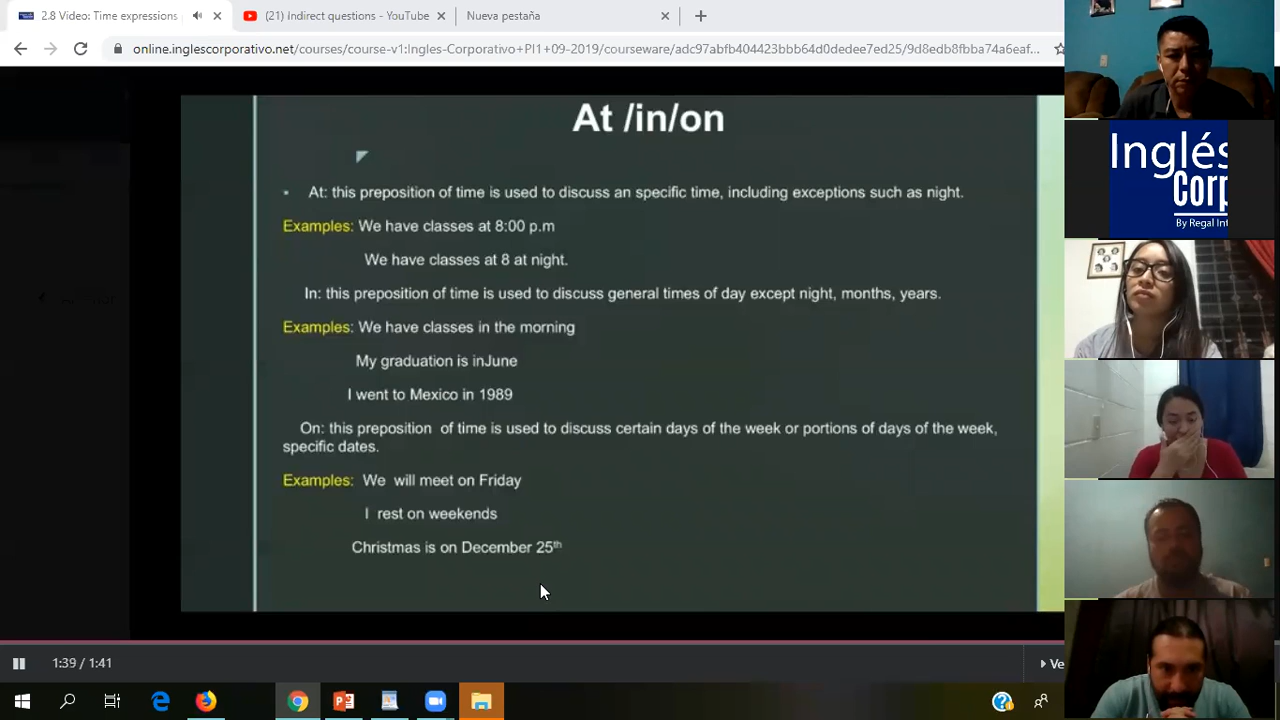 2.8 Video: Time expressions
(21) Indirect questions - YouTube
Nueva pestaña
online.inglescorporativo.net/courses/course-v1:Ingles-Corporativo+PI1+09-2019/courseware/adc97abfb404423bbb64d0dedee7ed25/9d8edb8fbba74a6eaf...
At /in/on
At: this preposition of time is used to discuss an specific time, including exceptions such as night.
Examples: We have classes at 8:00 p.m
We have classes at 8 at night.
In: this preposition of time is used to discuss general times of day except night, months, years.
Examples: We have classes in the morning
My graduation is inJune
I went to Mexico in 1989
On: this preposition of time is used to discuss certain days of the week or portions of days of the week,
specific dates.
Examples: We will meet on Friday
I rest on weekends
Christmas is on December 25th
1:39 / 1:41
Ve
Inglés
Corp
By Regal Int